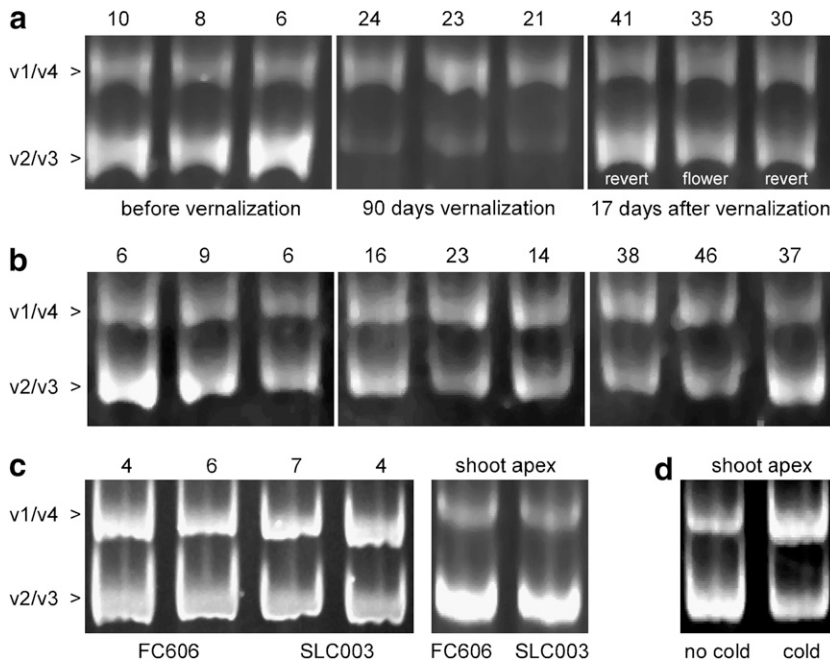 a 10 8 6 24 23 21 41 35 30
v1/v4 >
v2/v3 >
revert flower revert
before vernalization 90 days vernalization 17 days after vernalization
b 6 9 6 16 23 14 38 46 37
v1/v4 >
v2/v3 >
c 4 6 7 4 shoot apex d shoot apex
v1/v4 >
v2/v3 >
FC606 SLC003 FC606 SLC003 no cold cold